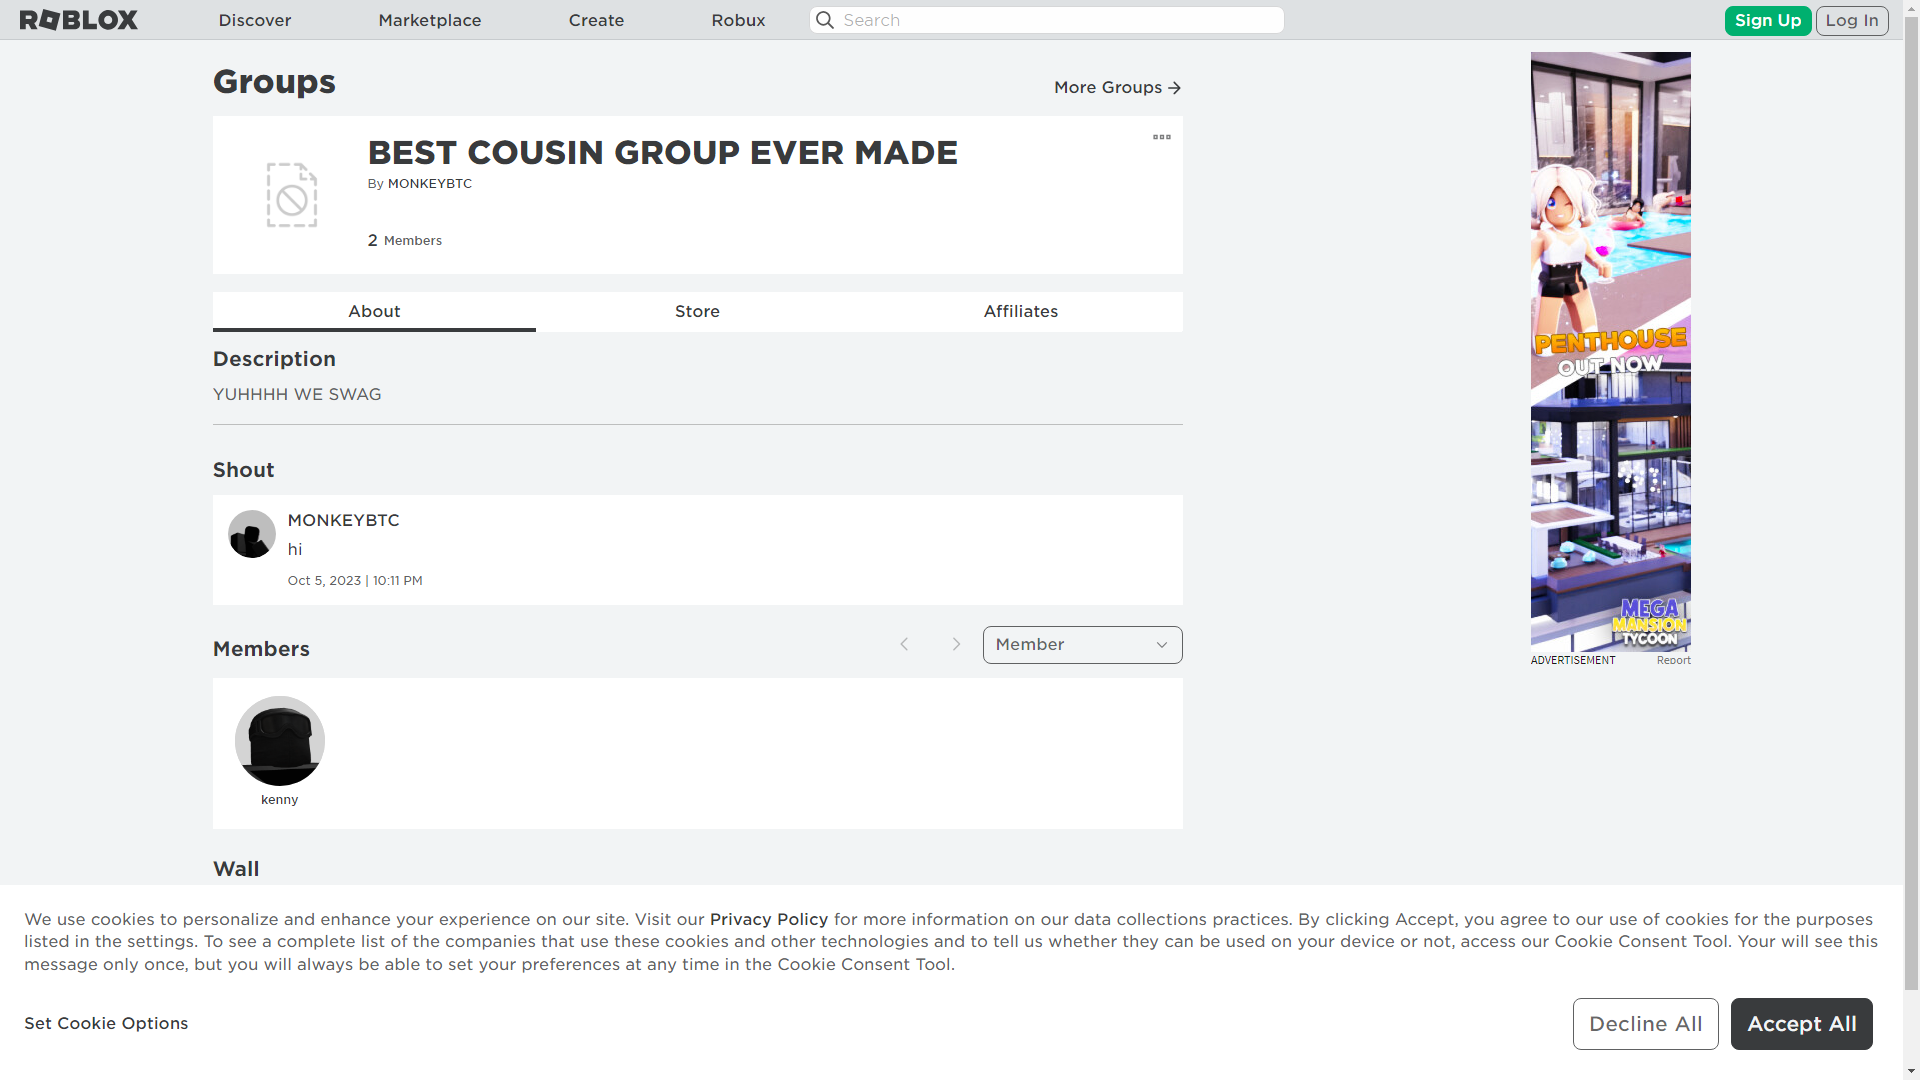 ROBLOX
Discover
Marketplace
Create
Robux
Search
Sign Up
Log In
Groups
More Groups
BEST COUSIN GROUP EVER MADE
By MONKEYBTC
2 Members
About
Store
Affiliates
Description
YUHHHH WE SWAG
Shout
MONKEYBTC
hi
Oct 5, 2023 | 10:11 PM
Members
Member
kenny
Wall
PENTHOUSE
OUT NOW
MEGA
MANSION
TYCOON
ADVERTISEMENT
Report
We use cookies to personalize and enhance your experience on our site. Visit our Privacy Policy for more information on our data collections practices. By clicking Accept, you agree to our use of cookies for the purposes
listed in the settings. To see a complete list of the companies that use these cookies and other technologies and to tell us whether they can be used on your device or not, access our Cookie Consent Tool. Your will see this
message only once, but you will always be able to set your preferences at any time in the Cookie Consent Tool.
Set Cookie Options
Decline All
Accept All